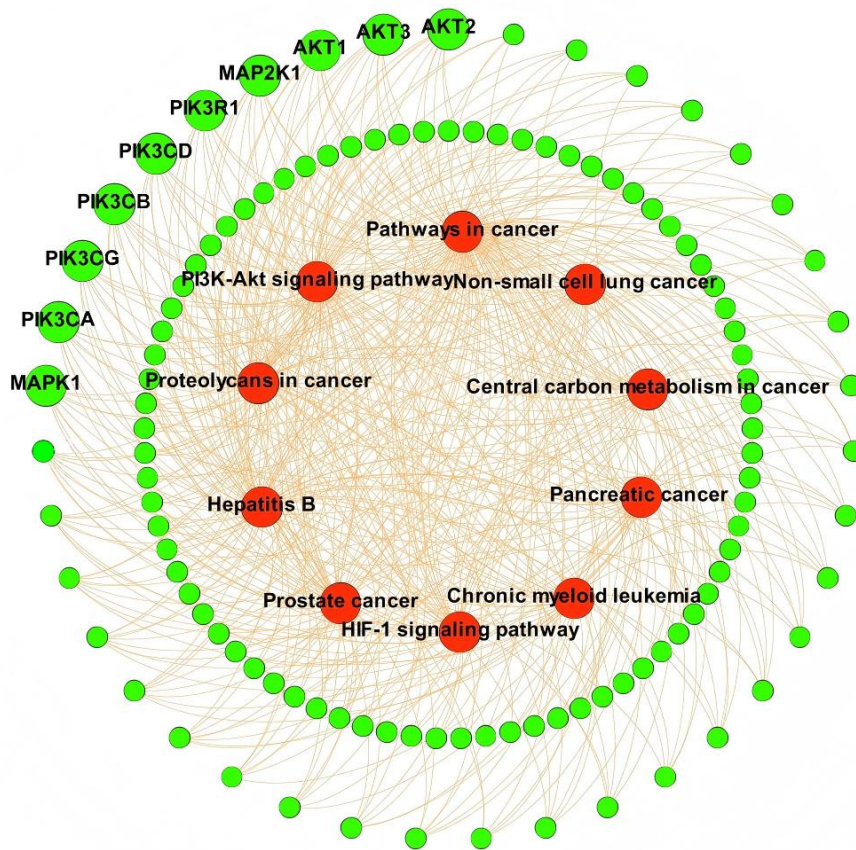 AKT2
AKT3
AKT1
MAP2K1
PIK3R1
PIK3CD
PIK3CB
PIK3CG
PIK3CA
MAPK1
Pathways in cancer
PI3K-Akt signaling pathway
Non-small cell lung cancer
Proteolycans in cancer
Central carbon metabolism in cancer
Hepatitis B
Pancreatic cancer
Prostate cancer
Chronic myeloid leukemia
HIF-1 signaling pathway